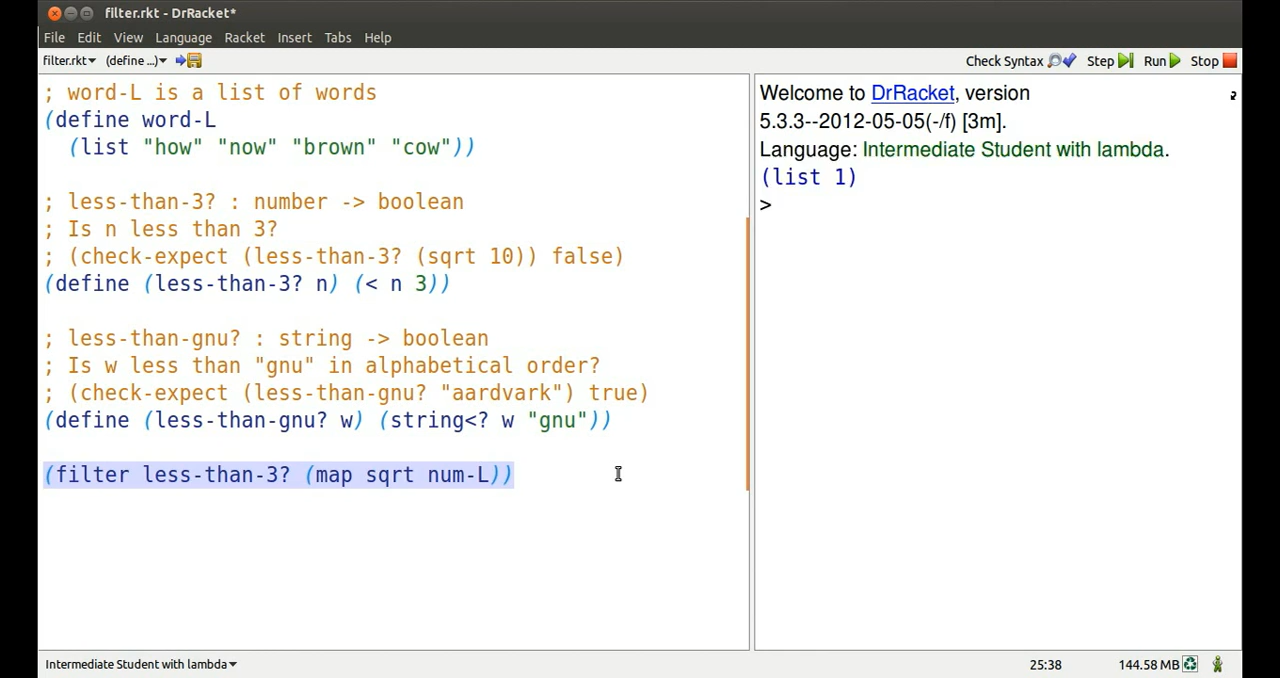 filter.rkt - DrRacket*
File Edit View Language Racket Insert Tabs Help
filter.rkt (define ...) Check Syntax Step Run Stop
; word-L is a list of words
(define word-L
(list "how" "now" "brown" "cow"))
; less-than-3? : number -> boolean
; Is n less than 3?
; (check-expect (less-than-3? (sqrt 10)) false)
(define (less-than-3? n) (< n 3))
; less-than-gnu? : string -> boolean
; Is w less than "gnu" in alphabetical order?
; (check-expect (less-than-gnu? "aardvark") true)
(define (less-than-gnu? w) (string<? w "gnu"))
(filter less-than-3? (map sqrt num-L))
Welcome to DrRacket, version
5.3.3--2012-05-05(-/f) [3m].
Language: Intermediate Student with lambda.
(list 1)
>
Intermediate Student with lambda 25:38 144.58 MB